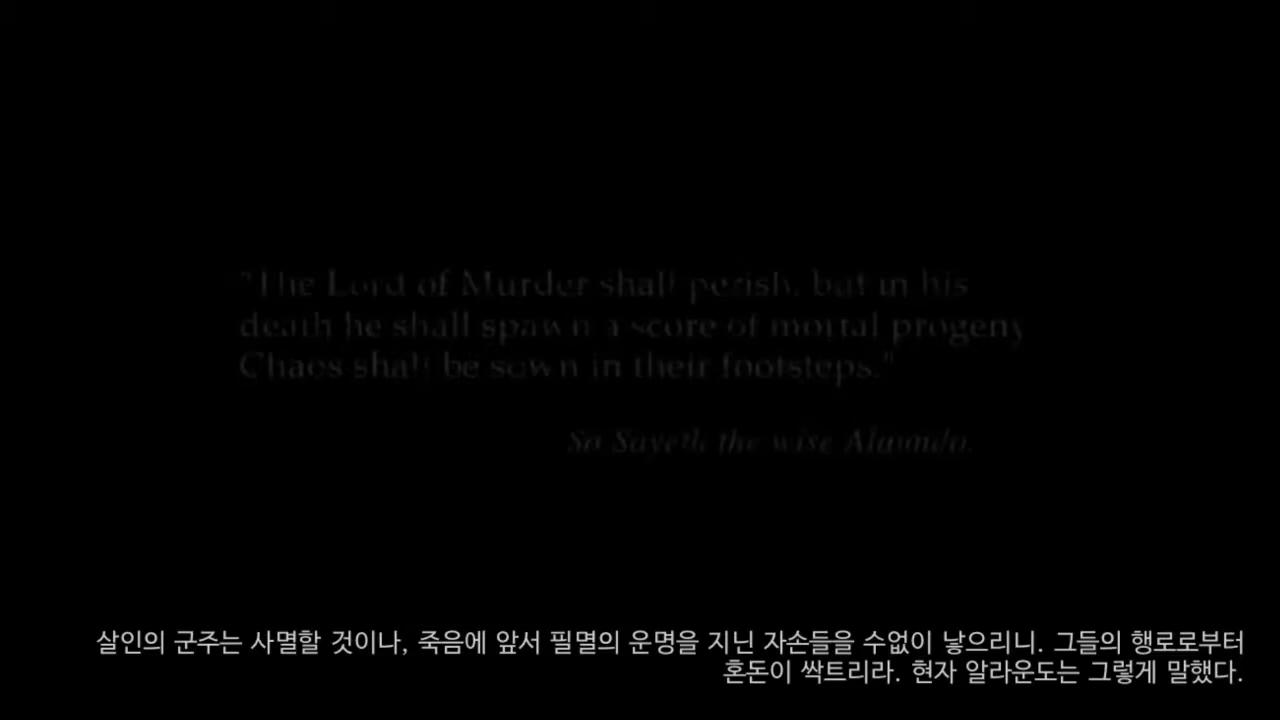 "The Lord of Murder shall perish, but in his
death he shall spawn a score of mortal progeny
Chaos shall be sown in their footsteps."
So Sayeth the wise Alaundo.
살인의 군주는 사멸할 것이나, 죽음에 앞서 필멸의 운명을 지닌 자손들을 수없이 낳으리니. 그들의 행로로부터
혼돈이 싹트리라. 현자 알라운도는 그렇게 말했다.